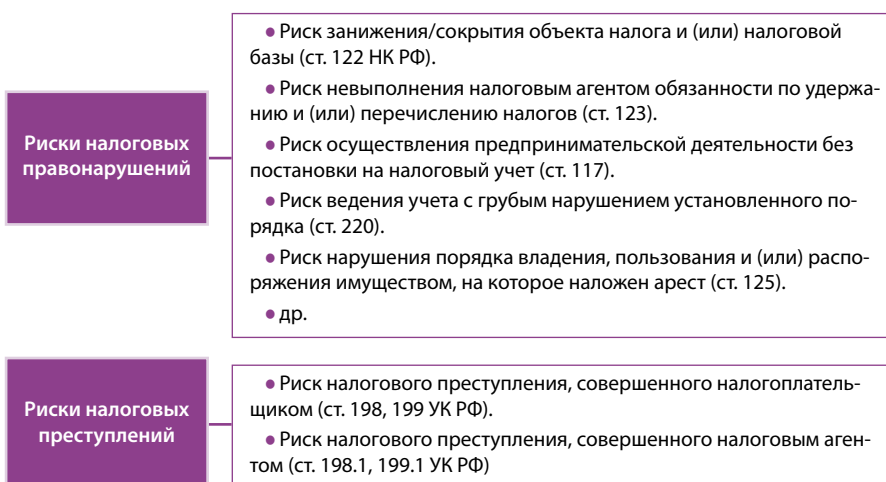 Риски налоговых
правонарушений
● Риск занижения/сокрытия объекта налога и (или) налоговой
базы (ст. 122 НК РФ).
● Риск невыполнения налоговым агентом обязанности по удержа-
нию и (или) перечислению налогов (ст. 123).
● Риск осуществления предпринимательской деятельности без
постановки на налоговый учет (ст. 117).
● Риск ведения учета с грубым нарушением установленного по-
рядка (ст. 220).
● Риск нарушения порядка владения, пользования и (или) распо-
ряжения имуществом, на которое наложен арест (ст. 125).
● др.
Риски налоговых
преступлений
● Риск налогового преступления, совершенного налогоплатель-
щиком (ст. 198, 199 УК РФ).
● Риск налогового преступления, совершенного налоговым аген-
том (ст. 198.1, 199.1 УК РФ)